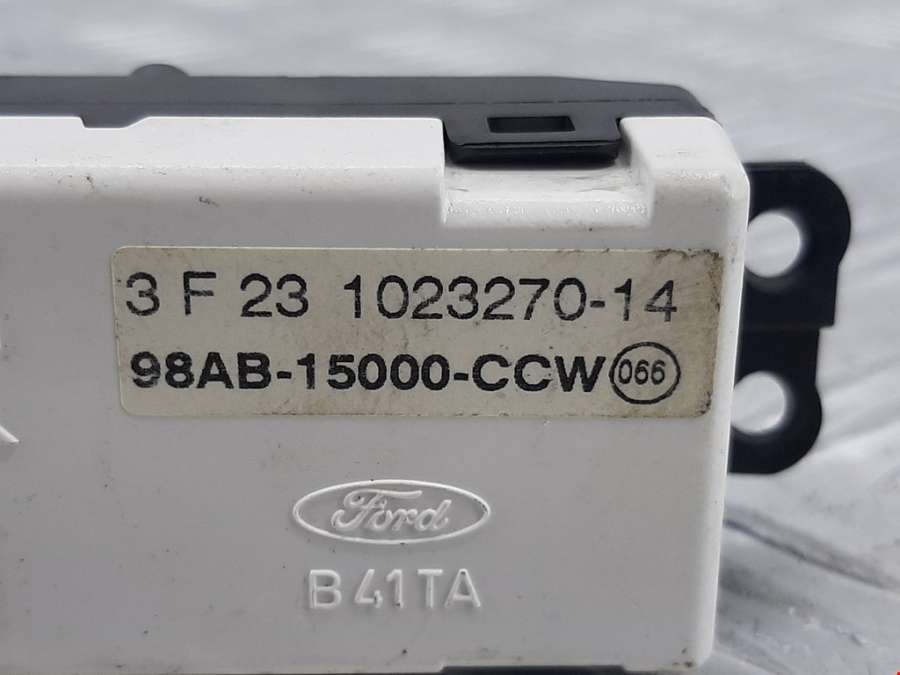 3 F 23 1023270-14
98AB-15000-CCW 066
Ford
B41TA